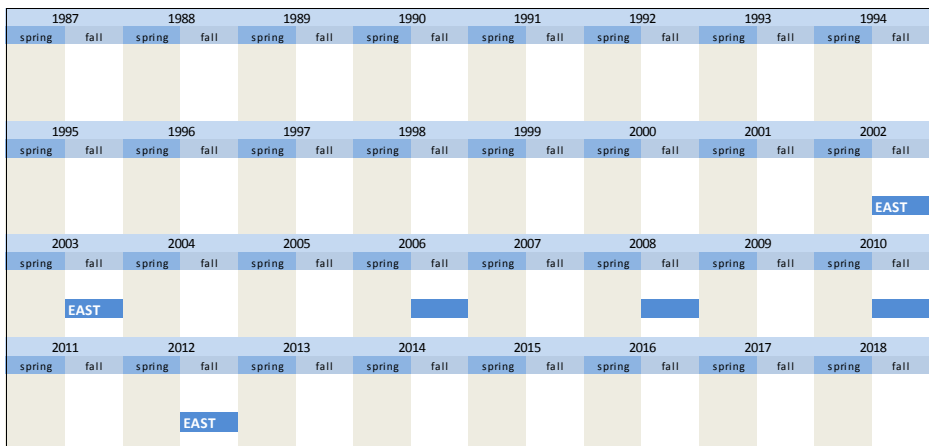 1987 1988 1989 1990 1991 1992 1993 1994
spring fall spring fall spring fall spring fall spring fall spring fall spring fall spring fall
1995 1996 1997 1998 1999 2000 2001 2002
spring fall spring fall spring fall spring fall spring fall spring fall spring fall spring fall
EAST
2003 2004 2005 2006 2007 2008 2009 2010
spring fall spring fall spring fall spring fall spring fall spring fall spring fall spring fall
EAST
2011 2012 2013 2014 2015 2016 2017 2018
spring fall spring fall spring fall spring fall spring fall spring fall spring fall spring fall
EAST